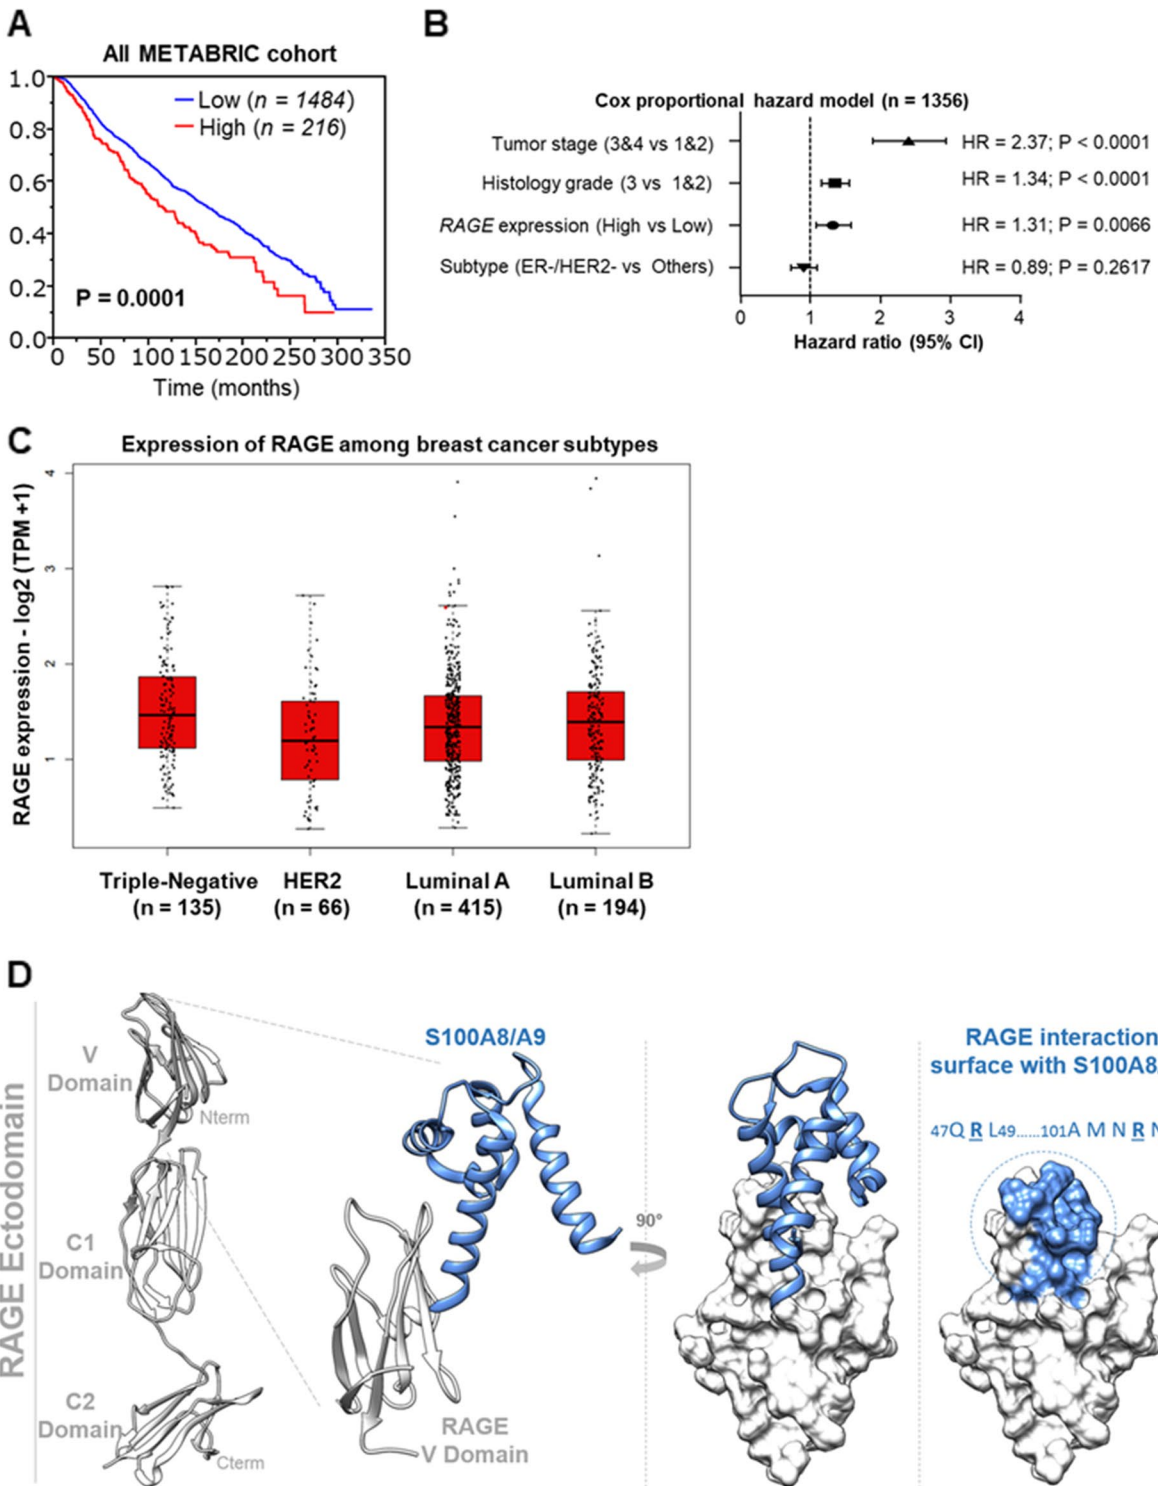 A
All METABRIC cohort
1.0
0.8
0.6
0.4
0.2
0.0
Low (n = 1484)
High (n = 216)
P = 0.0001
0 50 100 150 200 250 300 350
Time (months)
B
Cox proportional hazard model (n = 1356)
Tumor stage (3&4 vs 1&2)
HR = 2.37; P < 0.0001
Histology grade (3 vs 1&2)
HR = 1.34; P < 0.0001
RAGE expression (High vs Low)
HR = 1.31; P = 0.0066
Subtype (ER-/HER2- vs Others)
HR = 0.89; P = 0.2617
0 1 2 3 4
Hazard ratio (95% CI)
C
Expression of RAGE among breast cancer subtypes
RAGE expression - log2 (TPM +1)
4
3
2
1
Triple-Negative
(n = 135)
HER2
(n = 66)
Luminal A
(n = 415)
Luminal B
(n = 194)
D
RAGE Ectodomain
V
Domain
Nterm
C1
Domain
C2
Domain
Cterm
S100A8/A9
RAGE
V Domain
90°
RAGE interaction
surface with S100A8/
47Q R L49......101A M N R N